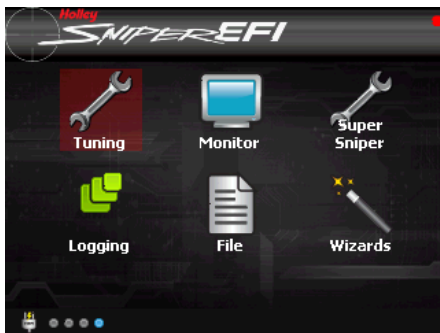 Holley
SNIPER EFI
Tuning
Monitor
Super
Sniper
Logging
File
Wizards